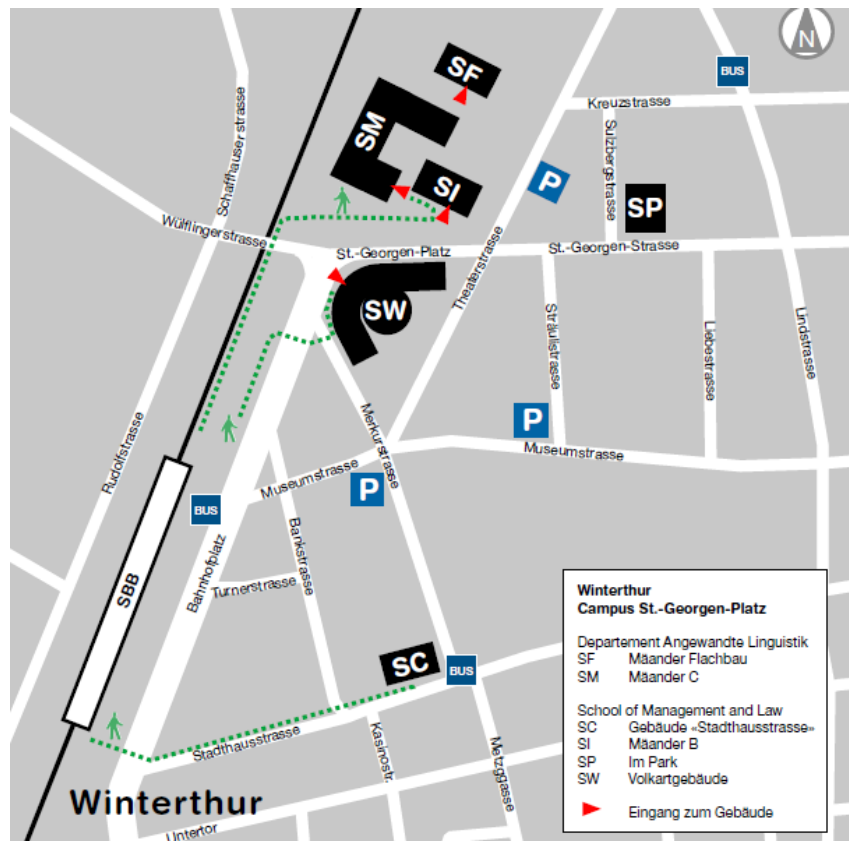 N
SF
BUS
Kreuzstrasse
SM
Schaffhauserstrasse
Sulzbergstrasse
P
SI
SP
Wülflingerstrasse
St.-Georgen-Platz
St.-Georgen-Strasse
Theaterstrasse
SW
Sträulistrasse
Liebestrasse
Lindstrasse
Merkurstrasse
P
Museumstrasse
Rudolfstrasse
Museumstrasse
P
BUS
Bankstrasse
Bahnhofplatz
SBB
Turnerstrasse
SC
BUS
Stadthausstrasse
Kasinostr.
Metzggasse
Winterthur
Untertor
Winterthur
Campus St.-Georgen-Platz
Departement Angewandte Linguistik
SF Mäander Flachbau
SM Mäander C
School of Management and Law
SC Gebäude «Stadthausstrasse»
SI Mäander B
SP Im Park
SW Volkartgebäude
Eingang zum Gebäude